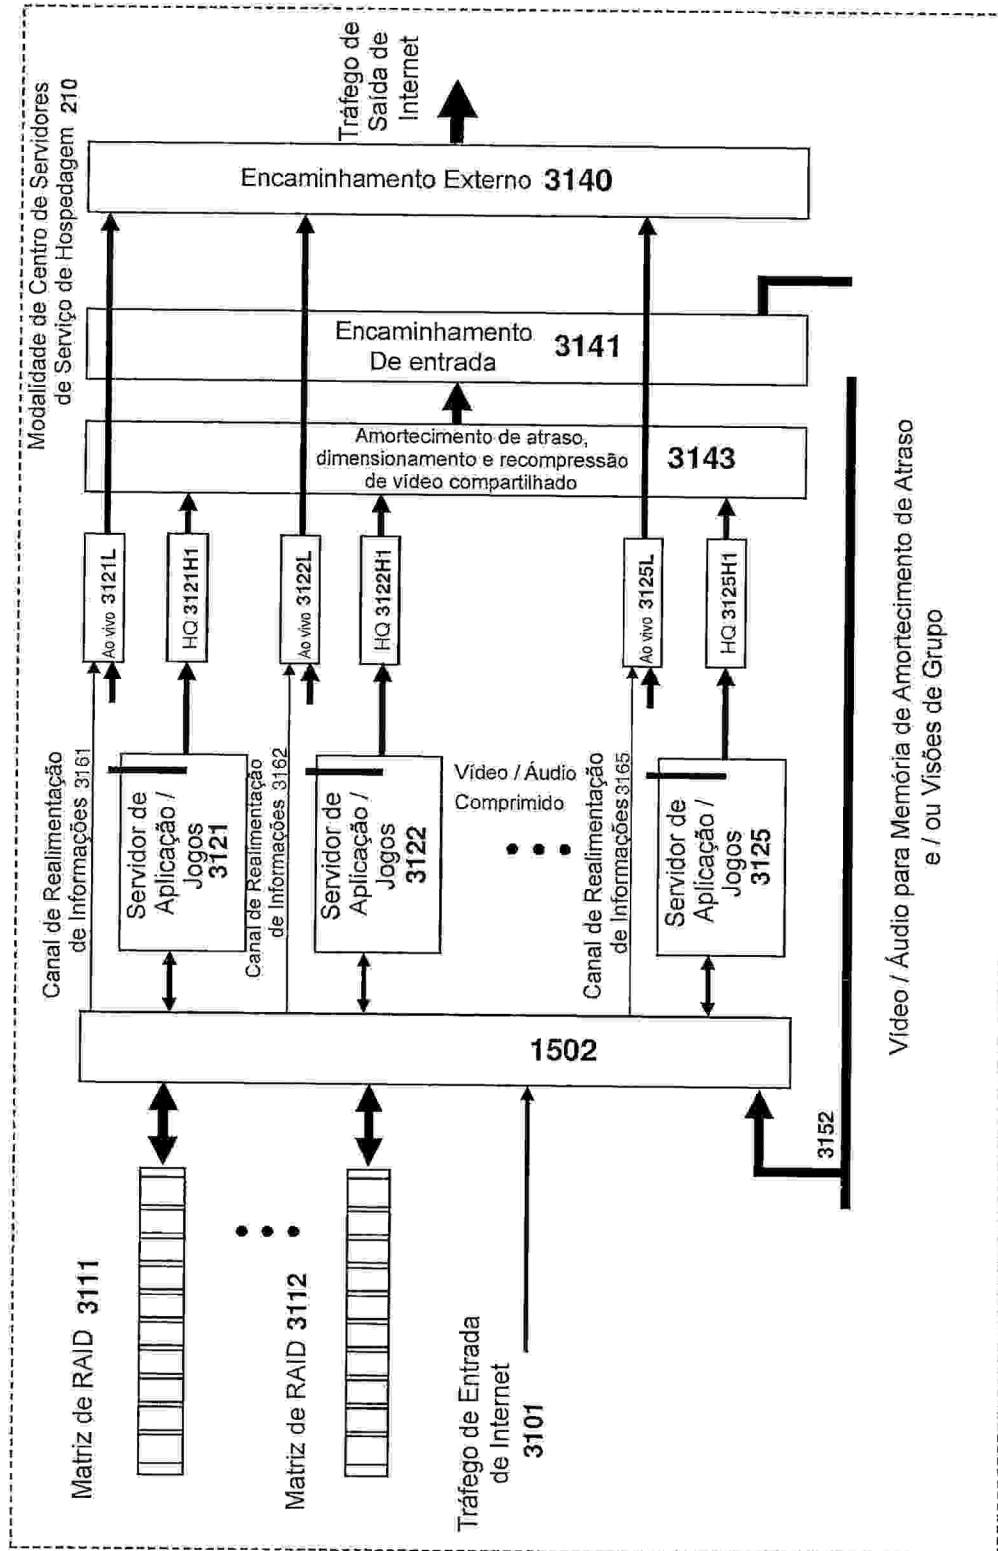 Modalidade de Centro de Servidores
de Serviço de Hospedagem 210
Matriz de RAID 3111
Matriz de RAID 3112
Tráfego de Entrada
de Internet
3101
1502
Canal de Realimentação
de Informações 3161
Servidor de
Aplicação /
Jogos
3121
Ao vivo 3121L
HQ 3121H1
Canal de Realimentação
de Informações 3162
Servidor de
Aplicação /
Jogos
3122
Ao vivo 3122L
HQ 3122H1
Vídeo / Áudio
Comprimido
Canal de Realimentação
de Informações 3165
Servidor de
Aplicação /
Jogos
3125
Ao vivo 3125L
HQ 3125H1
Amortecimento de atraso,
dimensionamento e recompressão
de vídeo compartilhado
3143
Encaminhamento
De entrada
3141
Encaminhamento Externo 3140
Tráfego de
Saída de
Internet
3152
Vídeo / Áudio para Memória de Amortecimento de Atraso
e / ou Visões de Grupo